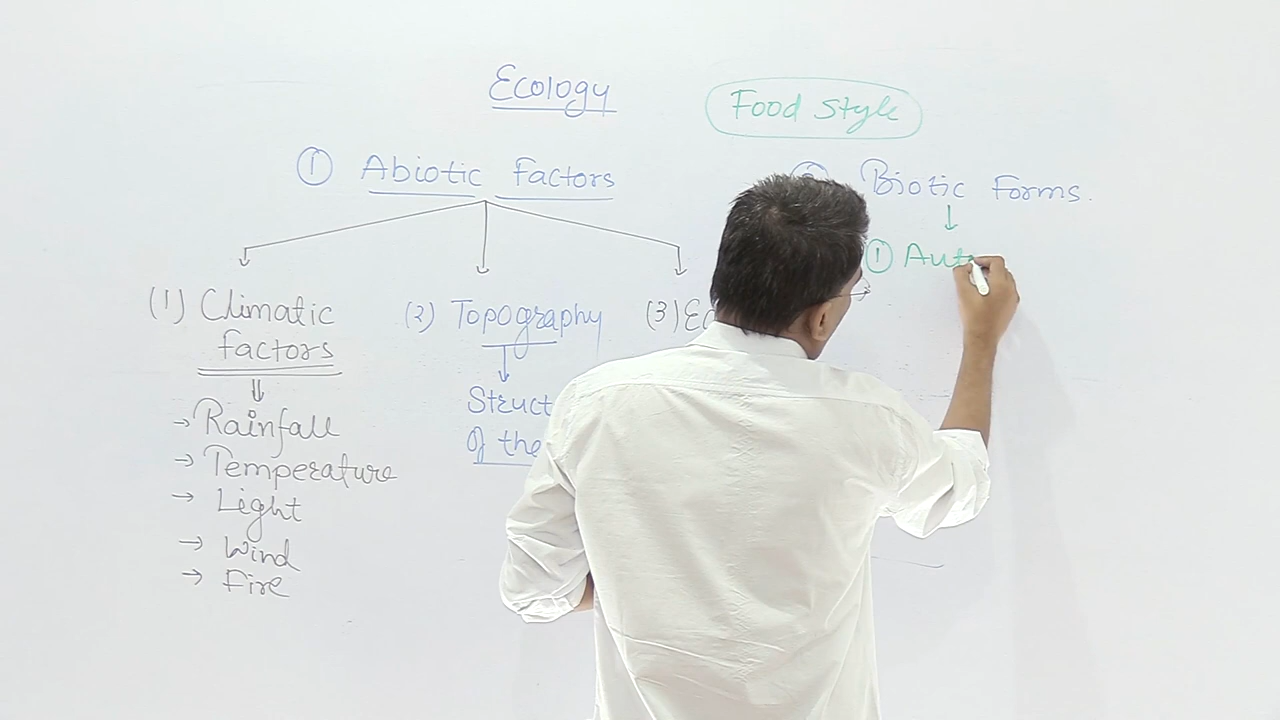 Ecology
Food Style
① Abiotic Factors
Biotic Forms.
① Aut
(1) Climatic
factors
(2) Topography
(3)
→ Rainfall
→ Temperature
→ Light
→ Wind
→ Fire
Struct
of the